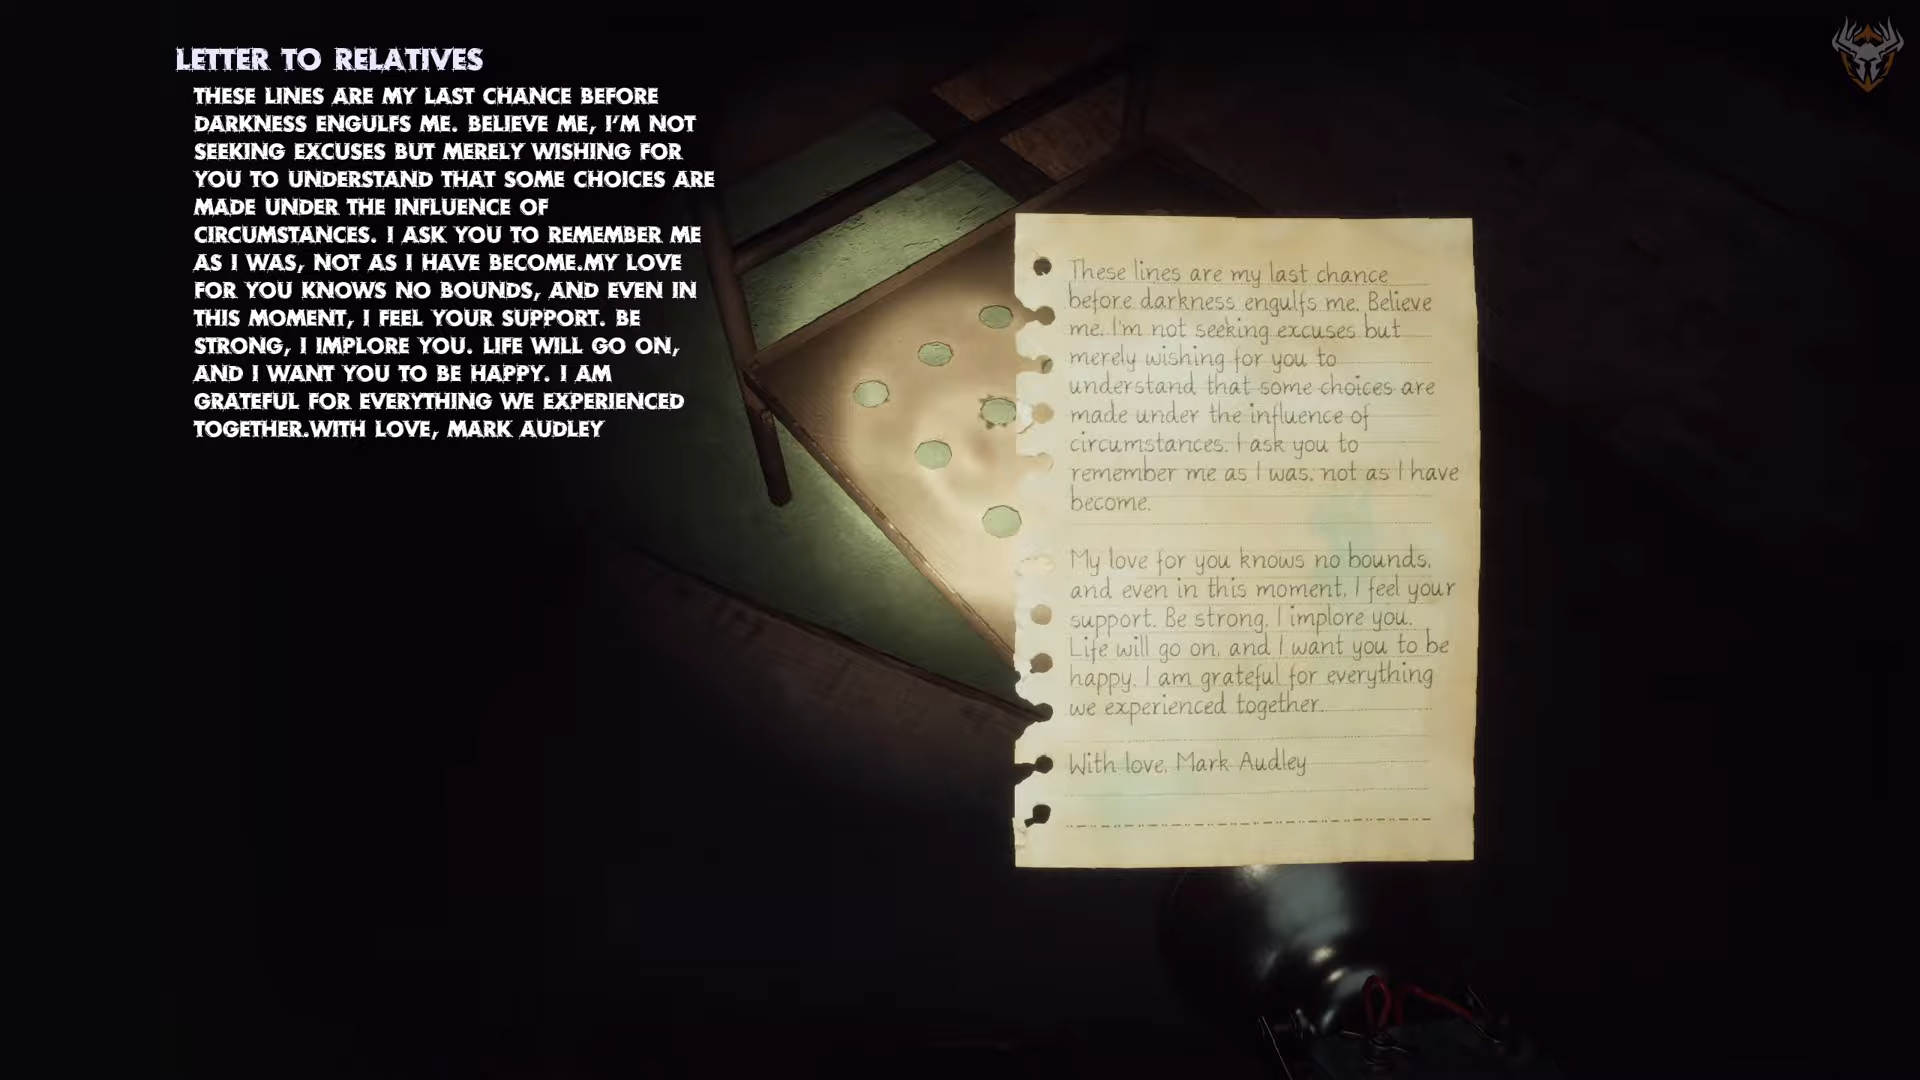 LETTER TO RELATIVES
THESE LINES ARE MY LAST CHANCE BEFORE
DARKNESS ENGULFS ME. BELIEVE ME, I'M NOT
SEEKING EXCUSES BUT MERELY WISHING FOR
YOU TO UNDERSTAND THAT SOME CHOICES ARE
MADE UNDER THE INFLUENCE OF
CIRCUMSTANCES. I ASK YOU TO REMEMBER ME
AS I WAS, NOT AS I HAVE BECOME.MY LOVE
FOR YOU KNOWS NO BOUNDS, AND EVEN IN
THIS MOMENT, I FEEL YOUR SUPPORT. BE
STRONG, I IMPLORE YOU. LIFE WILL GO ON,
AND I WANT YOU TO BE HAPPY. I AM
GRATEFUL FOR EVERYTHING WE EXPERIENCED
TOGETHER.WITH LOVE, MARK AUDLEY
These lines are my last chance
before darkness engulfs me. Believe
me, I'm not seeking excuses but
merely wishing for you to
understand that some choices are
made under the influence of
circumstances. I ask you to
remember me as I was, not as I have
become.
My love for you knows no bounds,
and even in this moment, I feel your
support. Be strong, I implore you.
Life will go on, and I want you to be
happy. I am grateful for everything
we experienced together.
With love, Mark Audley